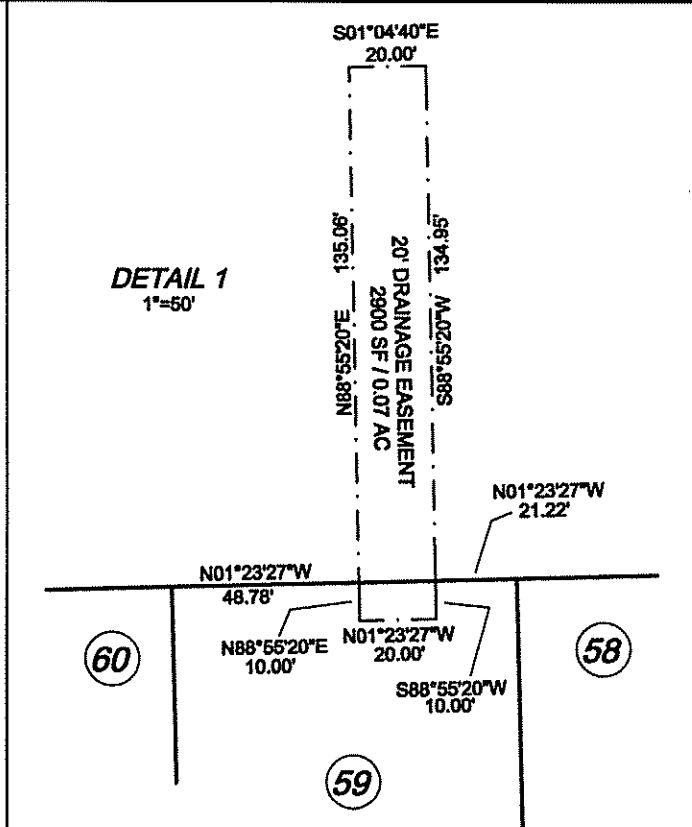 S01°04'40"E
20.00'
N88°55'20"E 135.06'
20' DRAINAGE EASEMENT
2900 SF / 0.07 AC
S88°55'20"W 134.95'
DETAIL 1
1"=50'
N01°23'27"W
21.22'
N01°23'27"W
48.78'
N88°55'20"E
10.00'
N01°23'27"W
20.00'
S88°55'20"W
10.00'
60
58
59